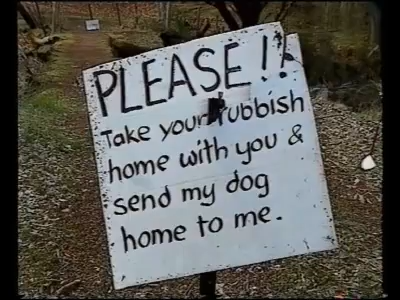 PLEASE!!
Take your rubbish
home with you &
send my dog
home to me.